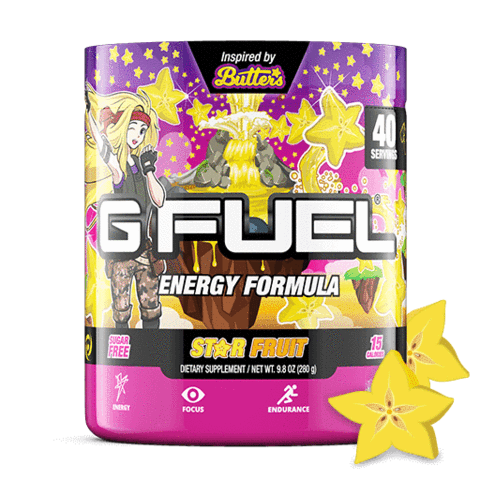 Inspired by
Butters
40
SERVINGS
G FUEL®
ENERGY FORMULA
SUGAR
FREE
STAR FRUIT
15
CALORIES
DIETARY SUPPLEMENT / NET WT. 9.8 OZ (280 g)
ENERGY
FOCUS
ENDURANCE